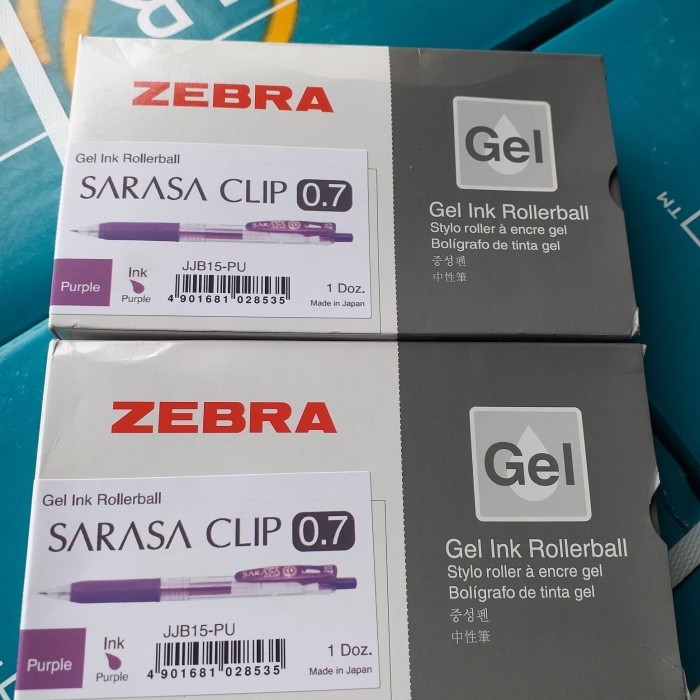 ZEBRA
Gel Ink Rollerball
SARASA CLIP 0.7
JJB15-PU
Purple
Ink
Purple
4 901681 028535
1 Doz.
Made in Japan
Gel
Gel Ink Rollerball
Stylo roller à encre gel
Bolígrafo de tinta gel
중성펜
中性筆
ZEBRA
Gel Ink Rollerball
SARASA CLIP 0.7
SARASA
JJB15-PU
Purple
Ink
Purple
4 901681 028535
1 Doz.
Made in Japan
Gel
Gel Ink Rollerball
Stylo roller à encre gel
Bolígrafo de tinta gel
중성펜
中性筆
TM